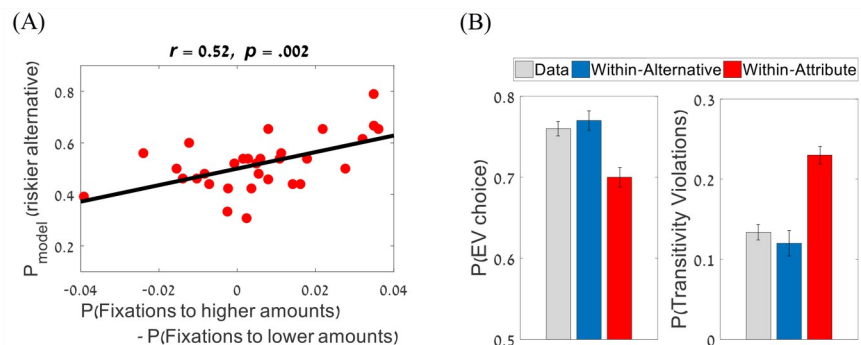 (A)
r = 0.52, p = .002
P model (riskier alternative)
0.8
0.6
0.4
0.2
-0.04
-0.02
0
0.02
0.04
P(Fixations to higher amounts)
- P(Fixations to lower amounts)
(B)
Data Within-Alternative Within-Attribute
P(EV choice)
0.8
0.7
0.6
0.5
P(Transitivity Violations)
0.3
0.2
0.1
0